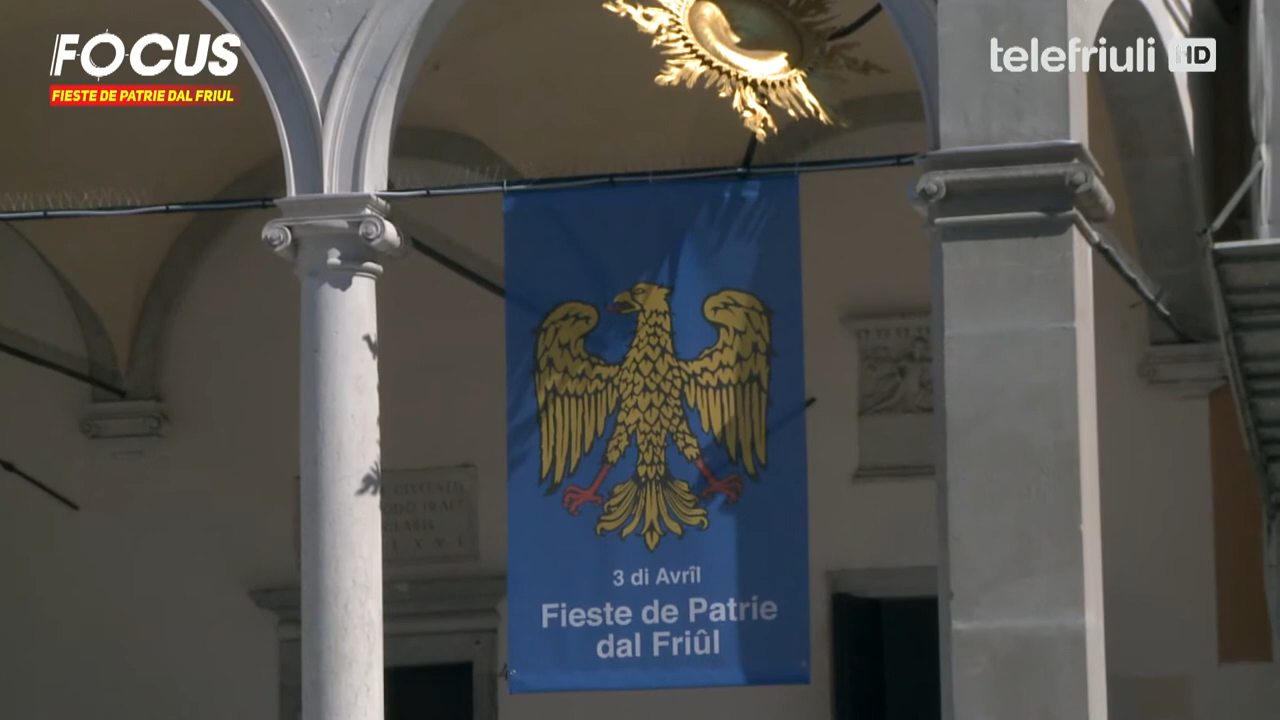 FOCUS
FIESTE DE PATRIE DAL FRIUL
telefriuli HD
3 di Avrîl
Fieste de Patrie
dal Friûl